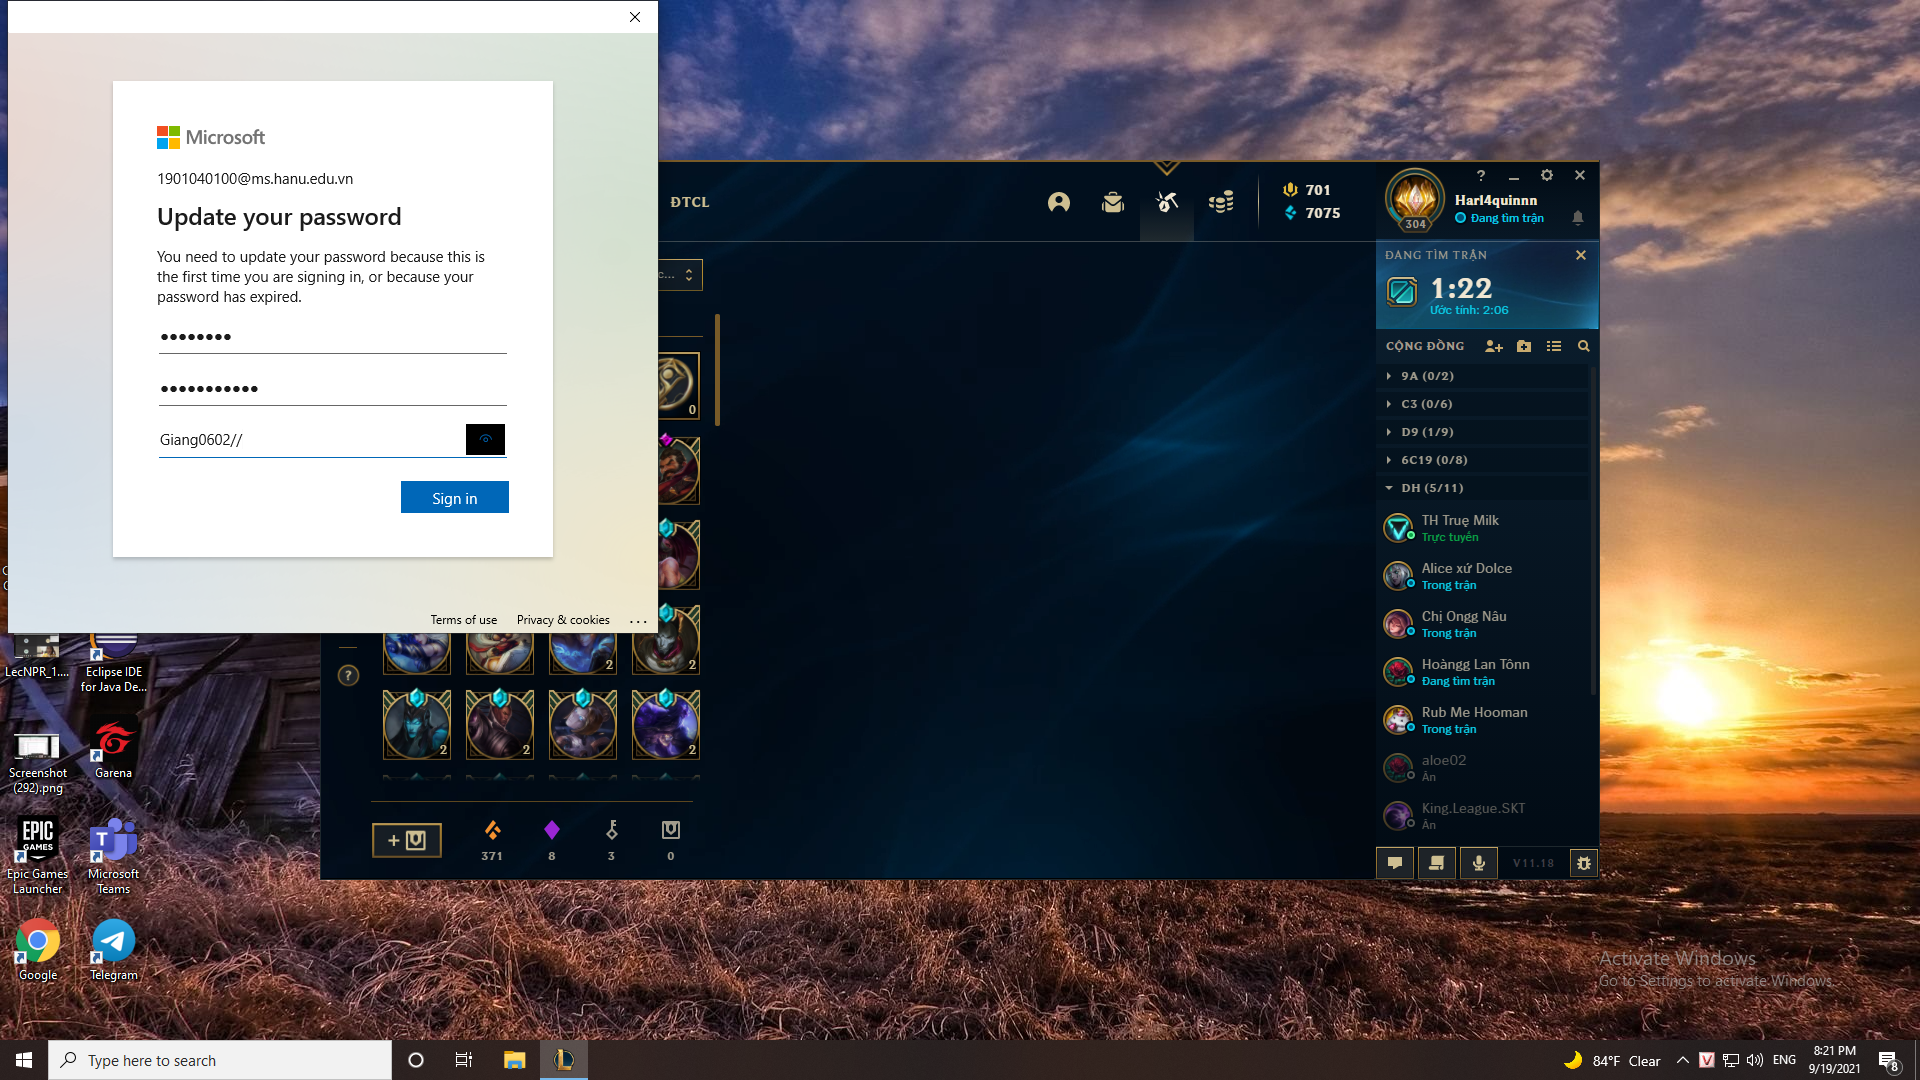 Microsoft
1901040100@ms.hanu.edu.vn
Update your password
You need to update your password because this is
the first time you are signing in, or because your
password has expired.
●●●●●●●●
●●●●●●●●●●●
Giang0602//
Sign in
Terms of use
Privacy & cookies
...
ĐTCL
701
7075
304
?
Harl4quinnn
Đang tìm trận
ĐANG TÌM TRẬN
1:22
Ước tính: 2:06
CỘNG ĐỒNG
9A (0/2)
C3 (0/6)
D9 (1/9)
6C19 (0/8)
DH (5/11)
TH Truẹ Milk
Trực tuyến
Alice xứ Dolce
Trong trận
Chị Ongg Nâu
Trong trận
Hoàngg Lan Tônn
Đang tìm trận
Rub Me Hooman
Trong trận
aloe02
Ẩn
King.League.SKT
Ẩn
V11.18
c...
0
2
2
?
2
2
2
2
+
371
8
3
0
LecNPR_1....
Eclipse IDE
for Java De...
Screenshot
(292).png
Garena
EPIC
GAMES
Epic Games
Launcher
Microsoft
Teams
Google
Telegram
Activate Windows
Go to Settings to activate Windows.
Type here to search
84°F Clear
ENG
8:21 PM
9/19/2021
8